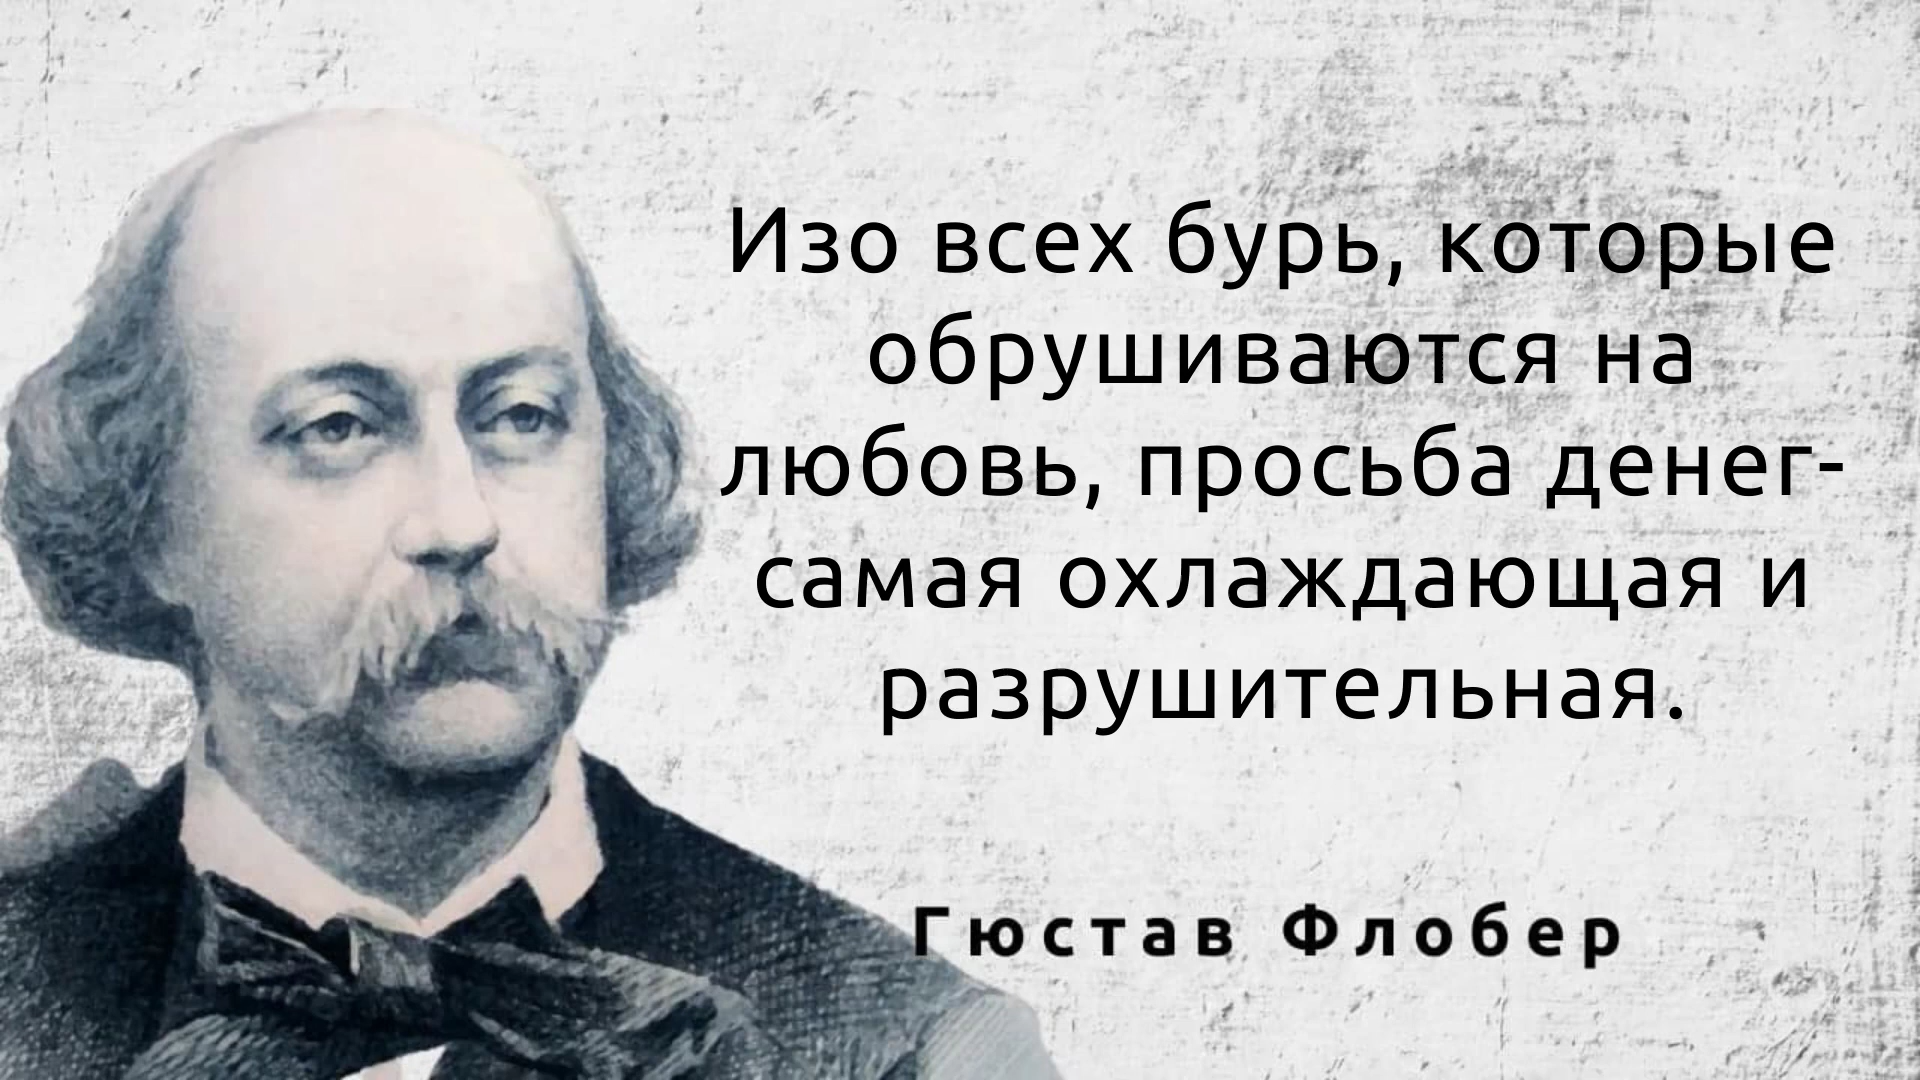 Изо всех бурь, которые
обрушиваются на
любовь, просьба денег-
самая охлаждающая и
разрушительная.
Гюстав Флобер